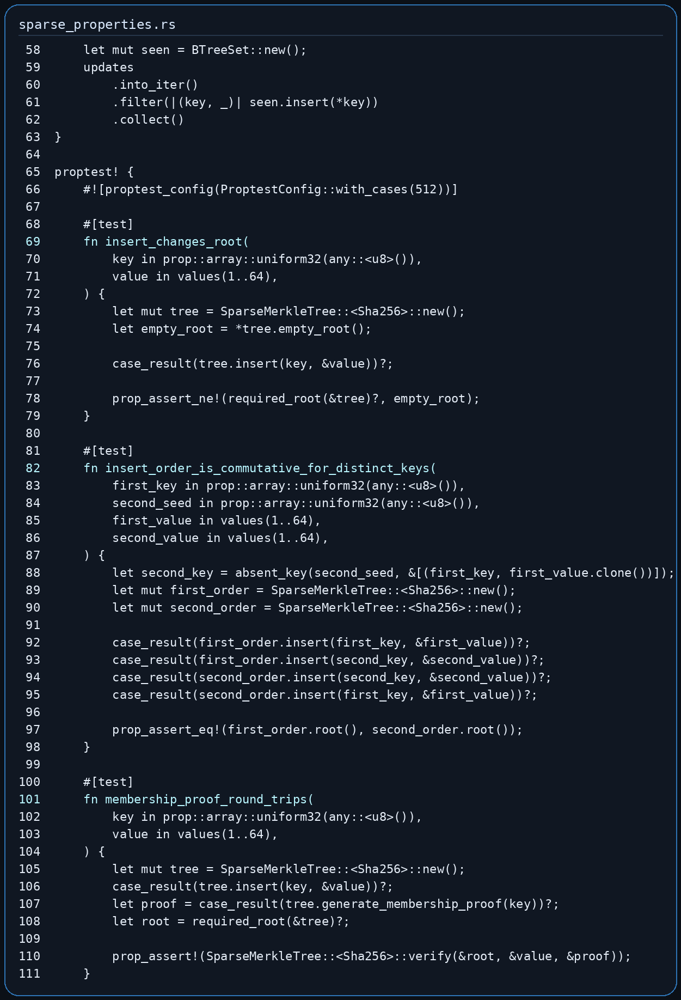 sparse_properties.rs
58      let mut seen = BTreeSet::new();
59      updates
60          .into_iter()
61          .filter(|(key, _)| seen.insert(*key))
62          .collect()
63  }
64
65  proptest! {
66      #![proptest_config(ProptestConfig::with_cases(512))]
67
68      #[test]
69      fn insert_changes_root(
70          key in prop::array::uniform32(any::<u8>()),
71          value in values(1..64),
72      ) {
73          let mut tree = SparseMerkleTree::<Sha256>::new();
74          let empty_root = *tree.empty_root();
75
76          case_result(tree.insert(key, &value))?;
77
78          prop_assert_ne!(required_root(&tree)?, empty_root);
79      }
80
81      #[test]
82      fn insert_order_is_commutative_for_distinct_keys(
83          first_key in prop::array::uniform32(any::<u8>()),
84          second_seed in prop::array::uniform32(any::<u8>()),
85          first_value in values(1..64),
86          second_value in values(1..64),
87      ) {
88          let second_key = absent_key(second_seed, &[(first_key, first_value.clone())]);
89          let mut first_order = SparseMerkleTree::<Sha256>::new();
90          let mut second_order = SparseMerkleTree::<Sha256>::new();
91
92          case_result(first_order.insert(first_key, &first_value))?;
93          case_result(first_order.insert(second_key, &second_value))?;
94          case_result(second_order.insert(second_key, &second_value))?;
95          case_result(second_order.insert(first_key, &first_value))?;
96
97          prop_assert_eq!(first_order.root(), second_order.root());
98      }
99
100      #[test]
101      fn membership_proof_round_trips(
102          key in prop::array::uniform32(any::<u8>()),
103          value in values(1..64),
104      ) {
105          let mut tree = SparseMerkleTree::<Sha256>::new();
106          case_result(tree.insert(key, &value))?;
107          let proof = case_result(tree.generate_membership_proof(key))?;
108          let root = required_root(&tree)?;
109
110          prop_assert!(SparseMerkleTree::<Sha256>::verify(&root, &value, &proof));
111      }